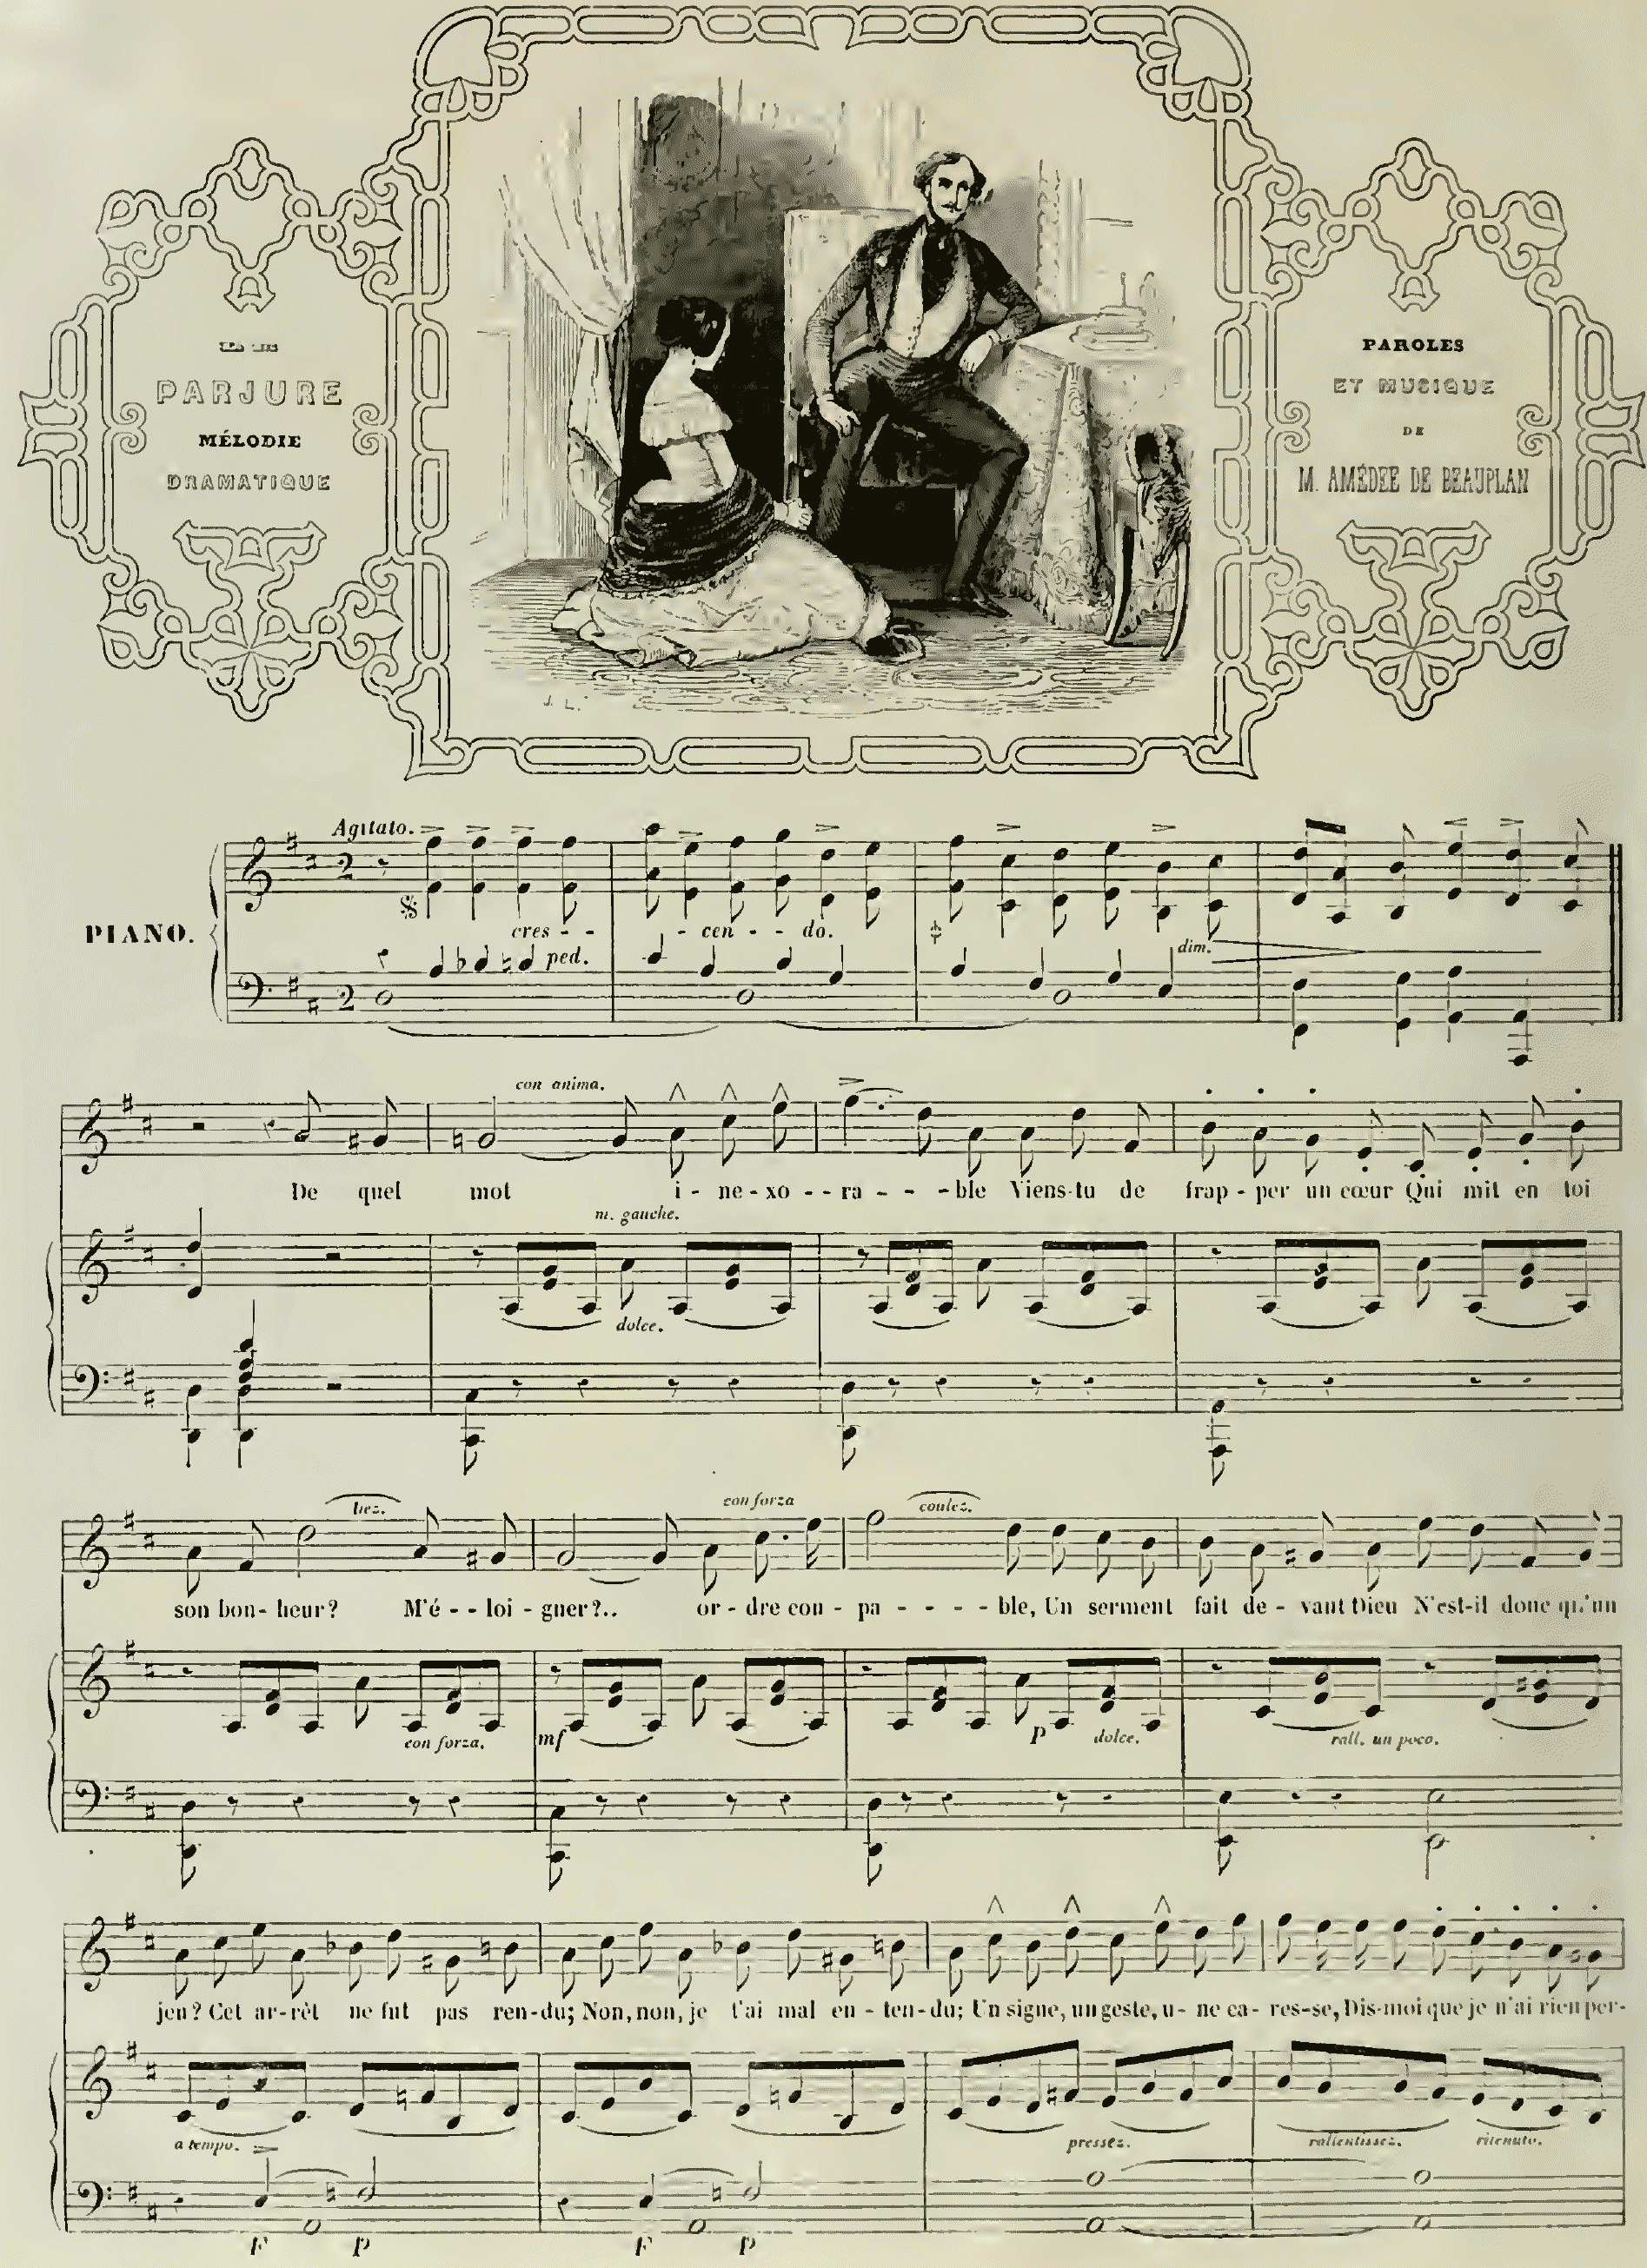 PARJURE
MÉLODIE
DRAMATIQUE
PAROLES
ET MUSIQUE
DE
M. AMÉDÉE DE BEAUPLAN
J. L.
Agitato.
PIANO.
2
cres - - - cen - - do.
ped.
dim.
2
con anima.
De quel mot i - ne - xo - - ra - - - ble Viens-tu de frap - per un cœur Qui mit en toi
m. gauche.
dolce.
liez.
con forza
coulez.
son bon - heur? M'é - - loi - gner?.. or - dre cou - pa - - - - ble, Un serment fait de - vant Dieu N'est-il donc qu'un
con forza.
mf
p
dolce.
rall. un poco.
jeu? Cet ar-rêt ne fut pas ren-du; Non, non, je t'ai mal en - ten-du; Un signe, un geste, u - ne ca - res-se, Dis-moi que je n'ai rien per-
a tempo.
pressez.
rallentissez.
ritenuto.
F P F P